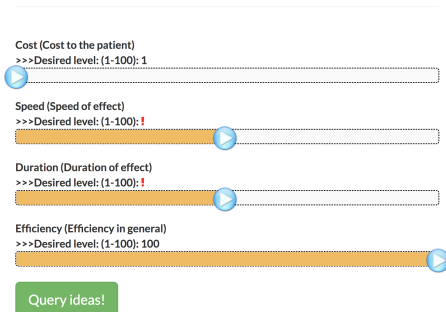 Cost (Cost to the patient)
>>>Desired level: (1-100): 1
Speed (Speed of effect)
>>>Desired level: (1-100): !
Duration (Duration of effect)
>>>Desired level: (1-100): !
Efficiency (Efficiency in general)
>>>Desired level: (1-100): 100
Query ideas!